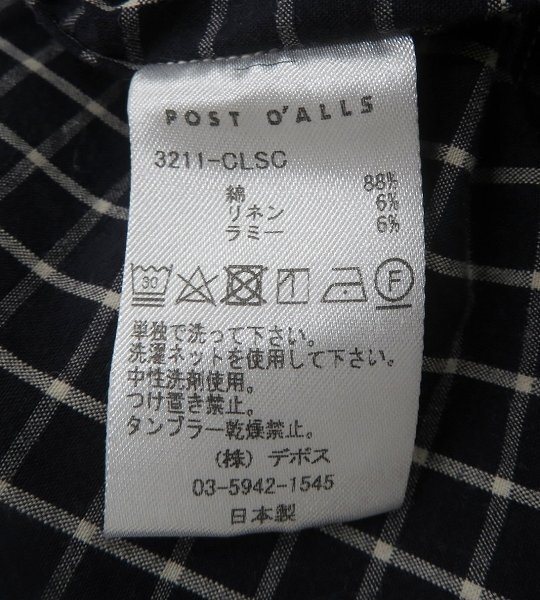 POST O'ALLS
3211-CLSC
綿 88%
リネン 6%
ラミー 6%
30 F
単独で洗って下さい。
洗濯ネットを使用して下さい。
中性洗剤使用。
つけ置き禁止。
タンブラー乾燥禁止。
(株) デポス
03-5942-1545
日本製